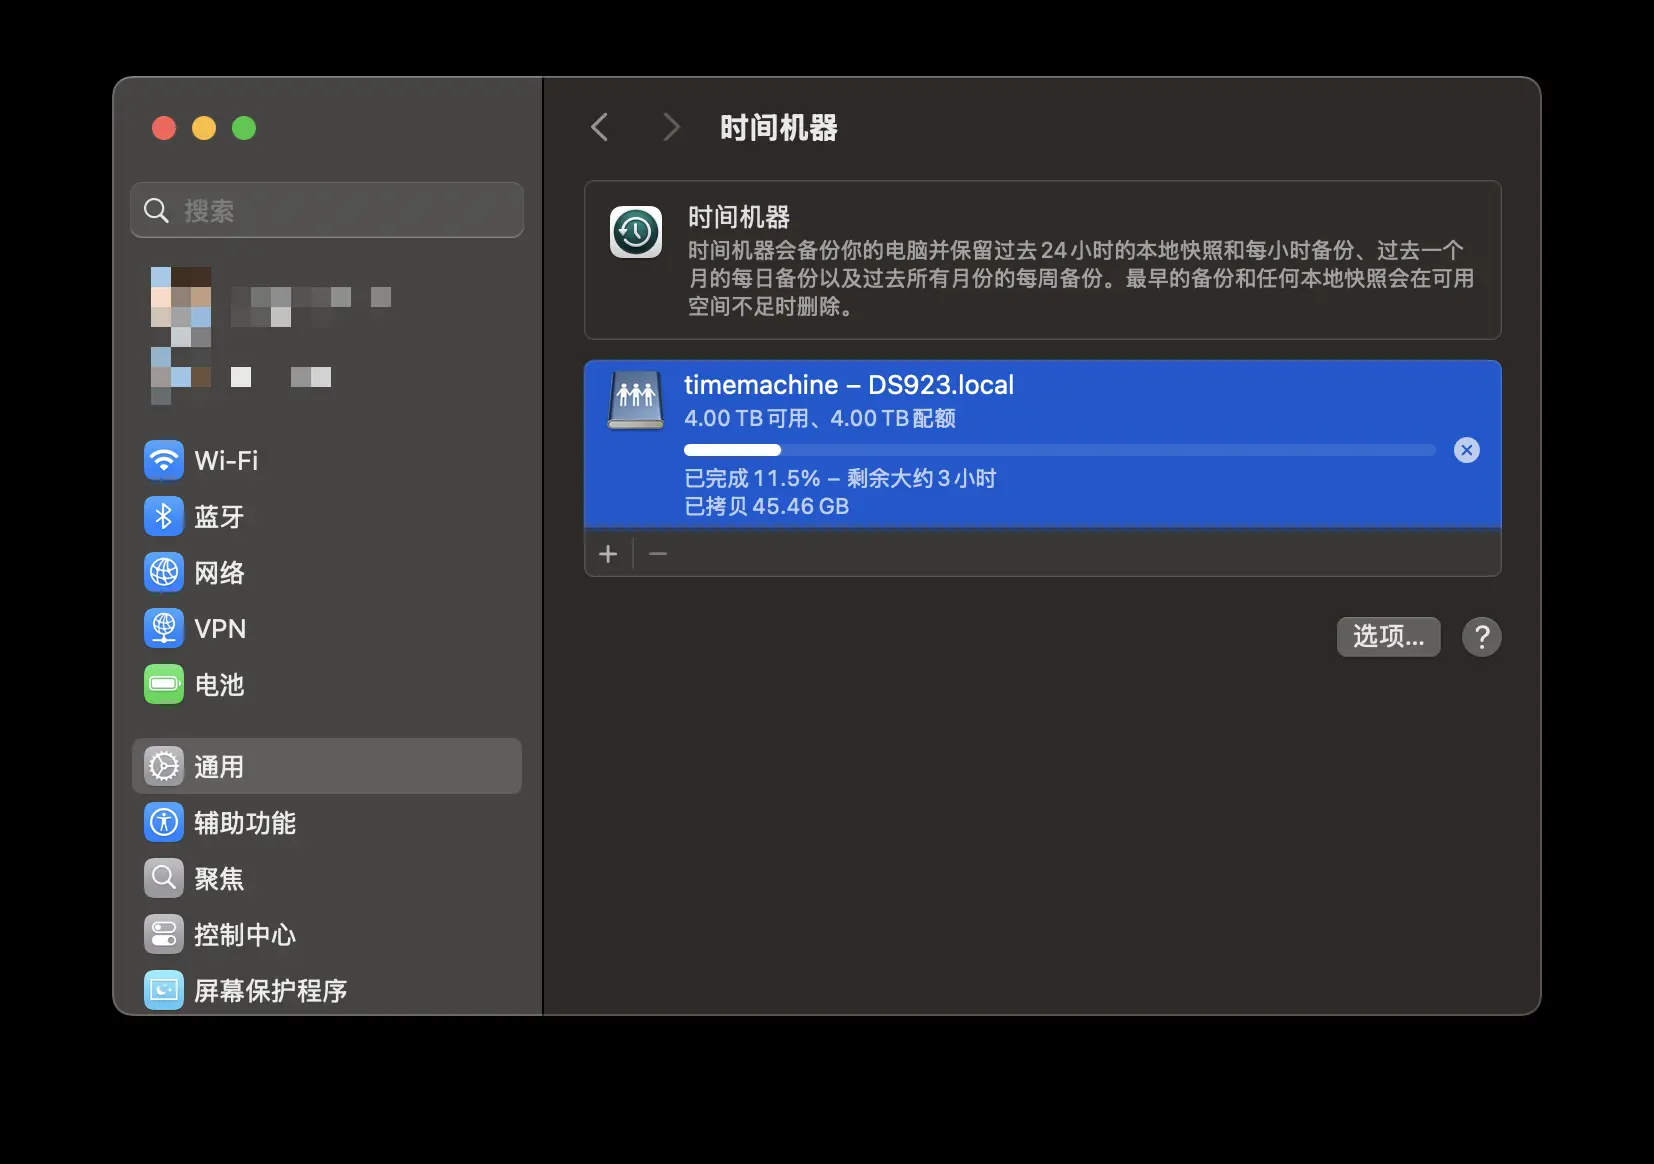 时间机器
搜索
Wi-Fi
蓝牙
网络
VPN
电池
通用
辅助功能
聚焦
控制中心
屏幕保护程序
时间机器
时间机器会备份你的电脑并保留过去24小时的本地快照和每小时备份、过去一个
月的每日备份以及过去所有月份的每周备份。最早的备份和任何本地快照会在可用
空间不足时删除。
timemachine – DS923.local
4.00 TB可用、4.00 TB配额
已完成11.5% – 剩余大约3小时
已拷贝45.46 GB
选项...
?